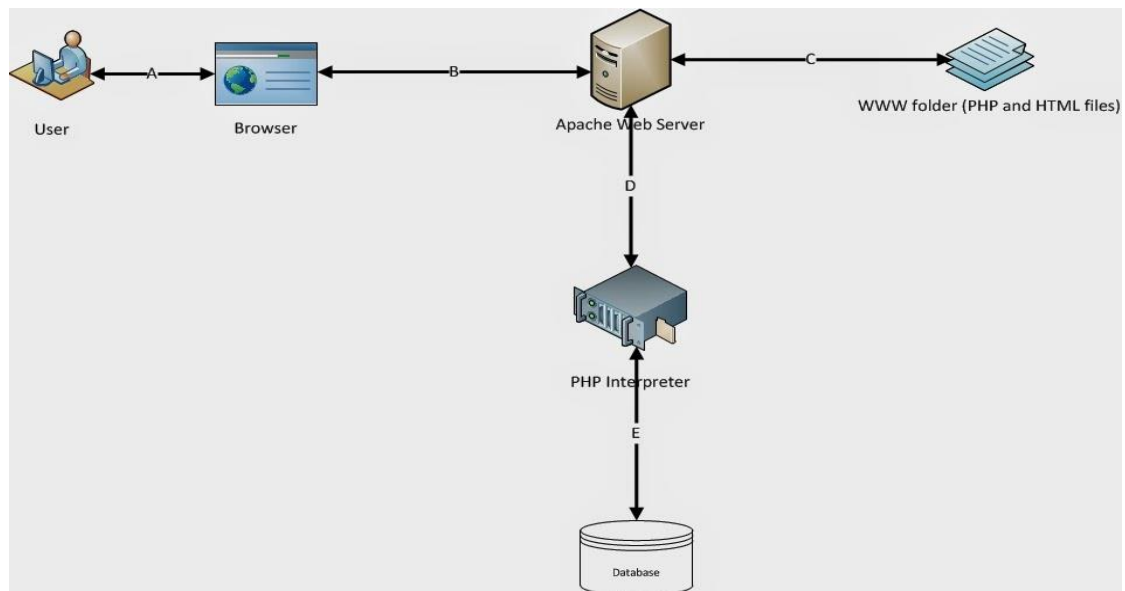 A
B
C
User
Browser
Apache Web Server
WWW folder (PHP and HTML files)
D
PHP Interpreter
E
Database